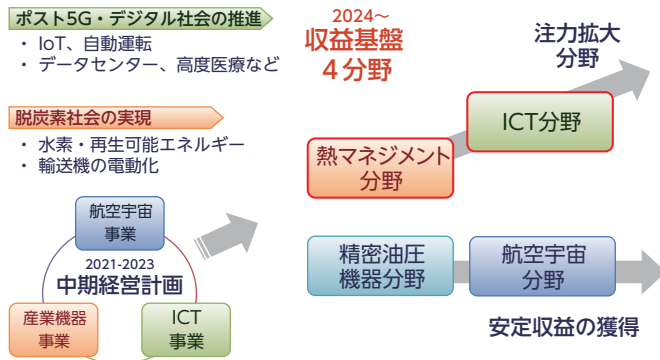 ポスト5G・デジタル社会の推進
・ IoT、自動運転
・ データセンター、高度医療など
脱炭素社会の実現
・ 水素・再生可能エネルギー
・ 輸送機の電動化
航空宇宙
事業
2021-2023
中期経営計画
産業機器
事業
ICT
事業
2024～
収益基盤
４分野
注力拡大
分野
ICT分野
熱マネジメント
分野
精密油圧
機器分野
航空宇宙
分野
安定収益の獲得